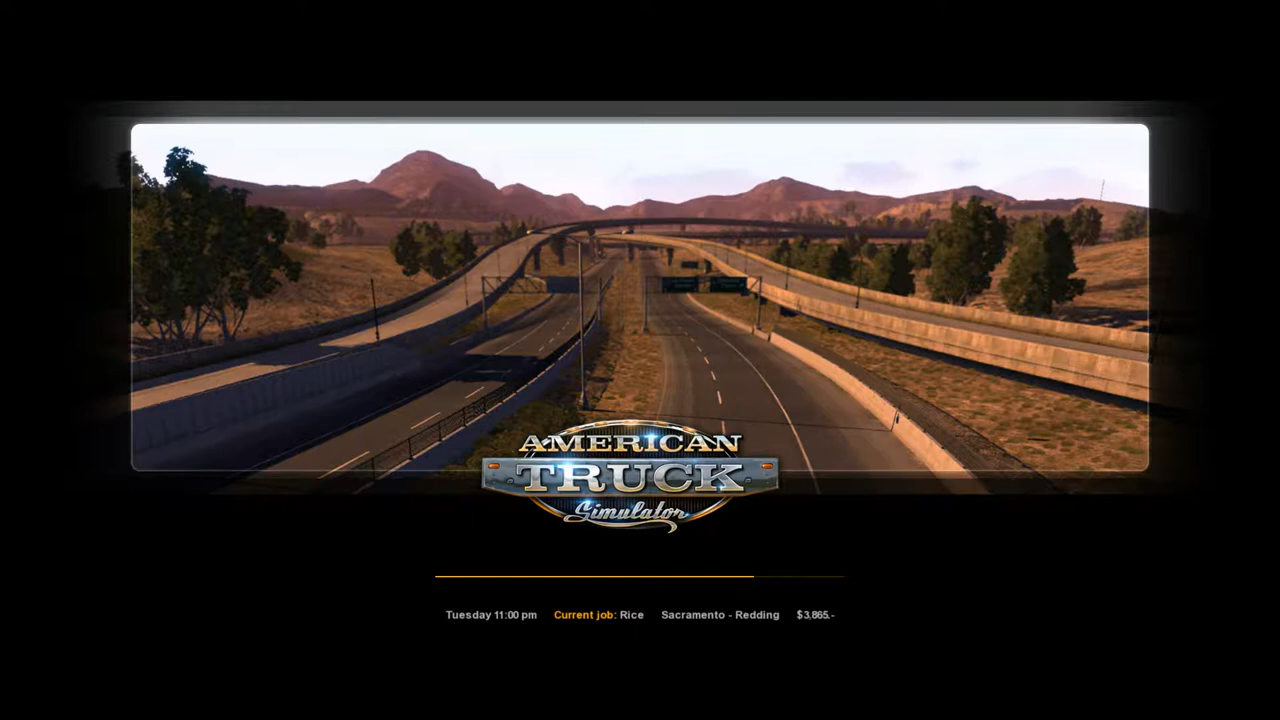 AMERICAN
TRUCK
Simulator
Tuesday 11:00 pm Current job: Rice Sacramento - Redding $3,865.-